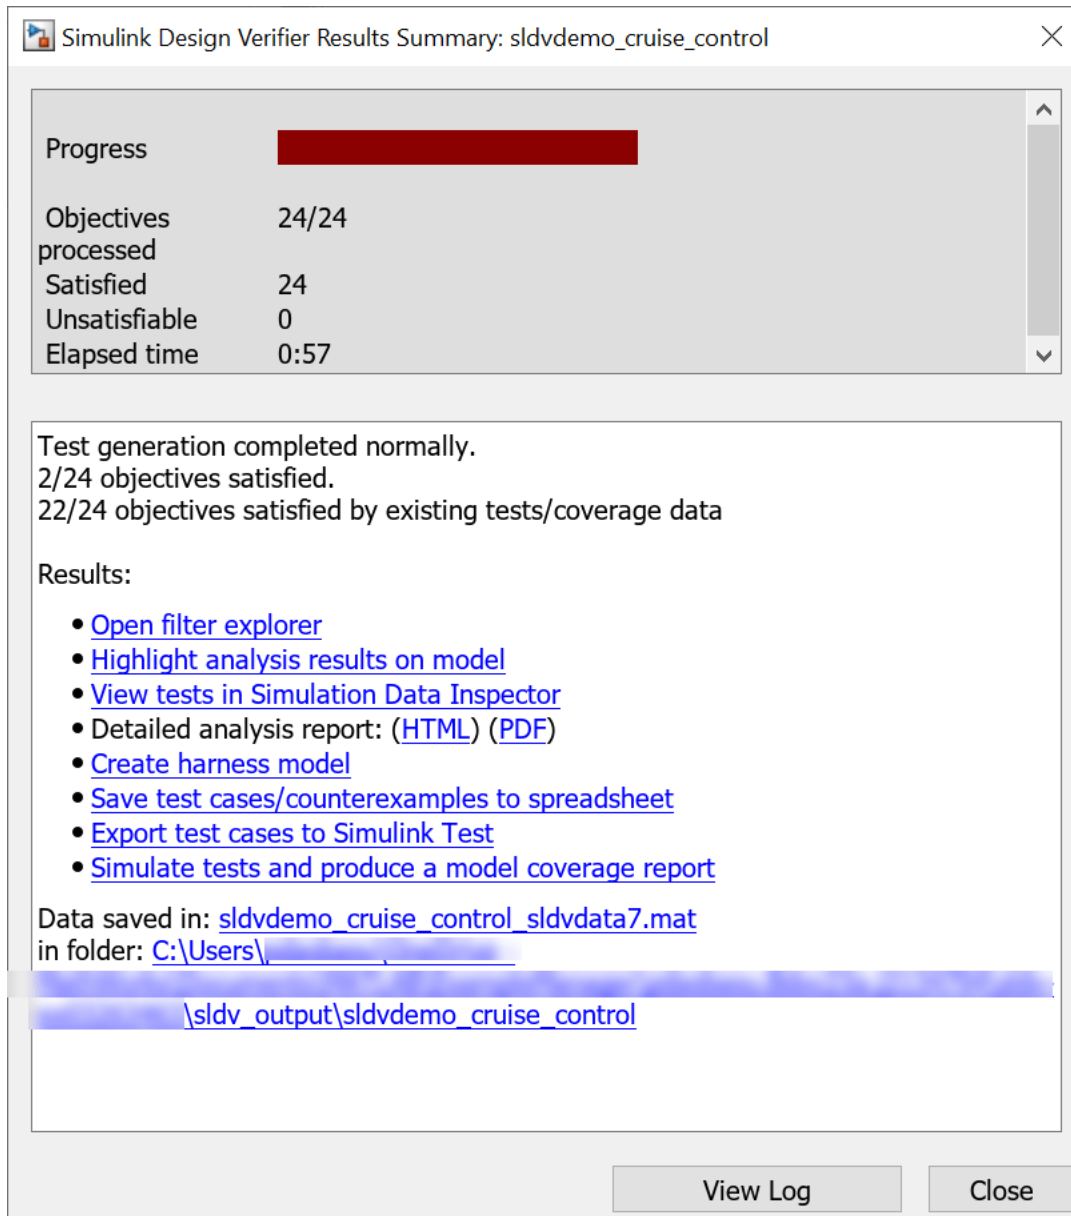 Simulink Design Verifier Results Summary: sldvdemo_cruise_control
Progress
Objectives processed 24/24
Satisfied 24
Unsatisfiable 0
Elapsed time 0:57
Test generation completed normally.
2/24 objectives satisfied.
22/24 objectives satisfied by existing tests/coverage data
Results:
• Open filter explorer
• Highlight analysis results on model
• View tests in Simulation Data Inspector
• Detailed analysis report: (HTML) (PDF)
• Create harness model
• Save test cases/counterexamples to spreadsheet
• Export test cases to Simulink Test
• Simulate tests and produce a model coverage report
Data saved in: sldvdemo_cruise_control_sldvdata7.mat
in folder: C:\Users\
\sldv_output\sldvdemo_cruise_control
View Log Close